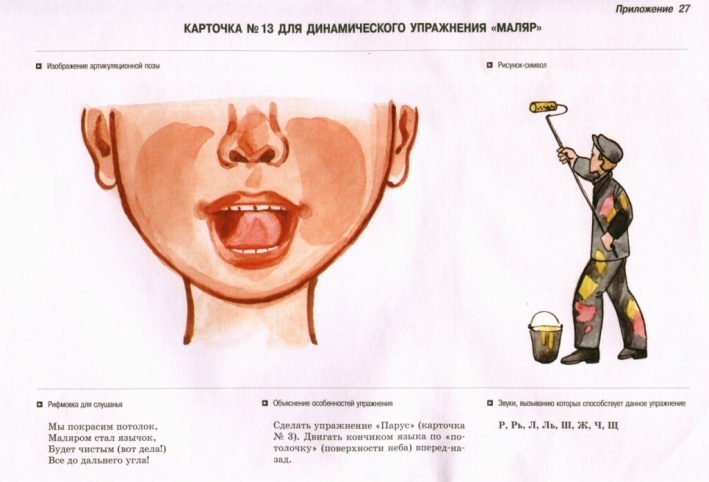 Приложение 27
КАРТОЧКА № 13 ДЛЯ ДИНАМИЧЕСКОГО УПРАЖНЕНИЯ «МАЛЯР»
Изображение артикуляционной позы
Рисунок-символ
Рифмовка для слушанья
Мы покрасим потолок,
Маляром стал язычок,
Будет чистым (вот дела!)
Все до дальнего угла!
Объяснение особенностей упражнения
Сделать упражнение «Парус» (карточка
№ 3). Двигать кончиком языка по «по-
толочку» (поверхности неба) вперед-на-
зад.
Звуки, вызыванию которых способствует данное упражнение
Р, Рь, Л, Ль, Ш, Ж, Ч, Щ